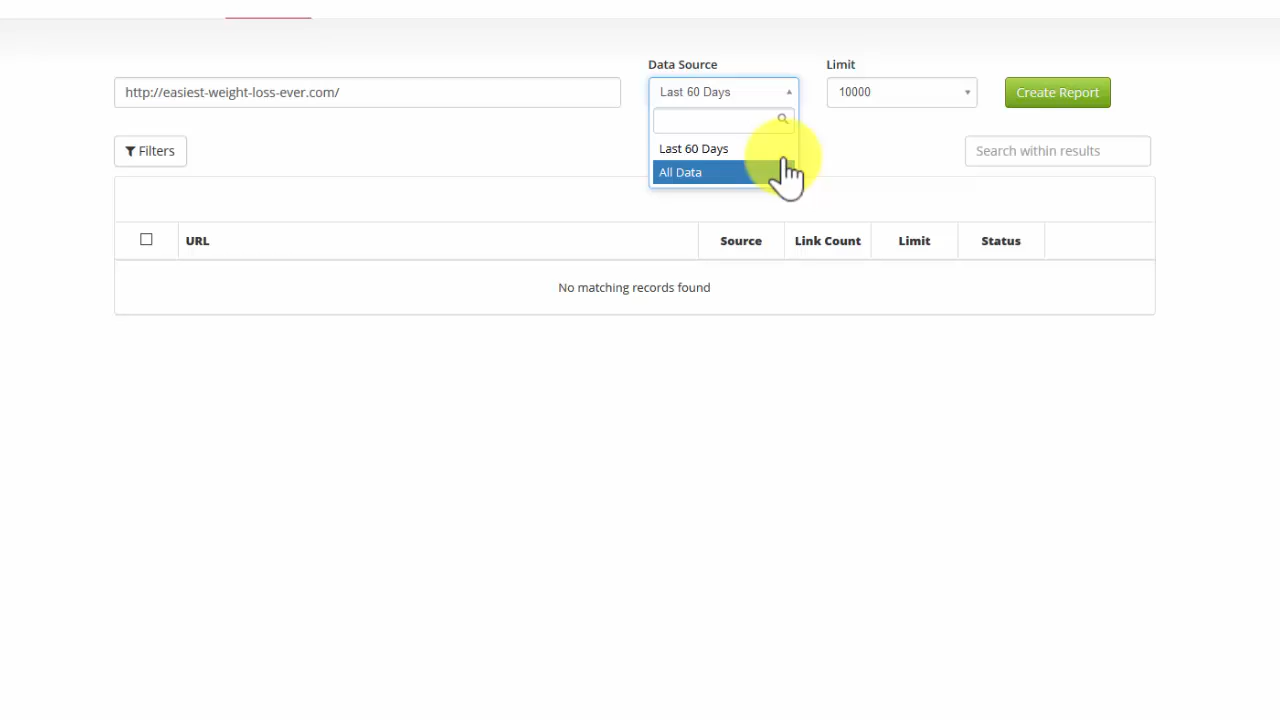 Data Source
Limit
http://easiest-weight-loss-ever.com/
Last 60 Days
10000
Create Report
Last 60 Days
All Data
Filters
Search within results
URL
Source
Link Count
Limit
Status
No matching records found